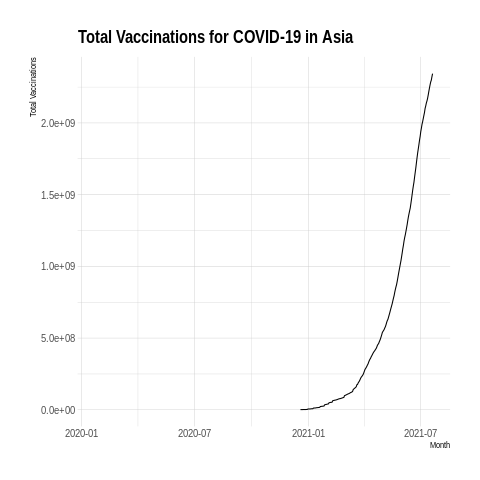 Total Vaccinations for COVID-19 in Asia
Total Vaccinations
2.0e+09
1.5e+09
1.0e+09
5.0e+08
0.0e+00
2020-01 2020-07 2021-01 2021-07
Month